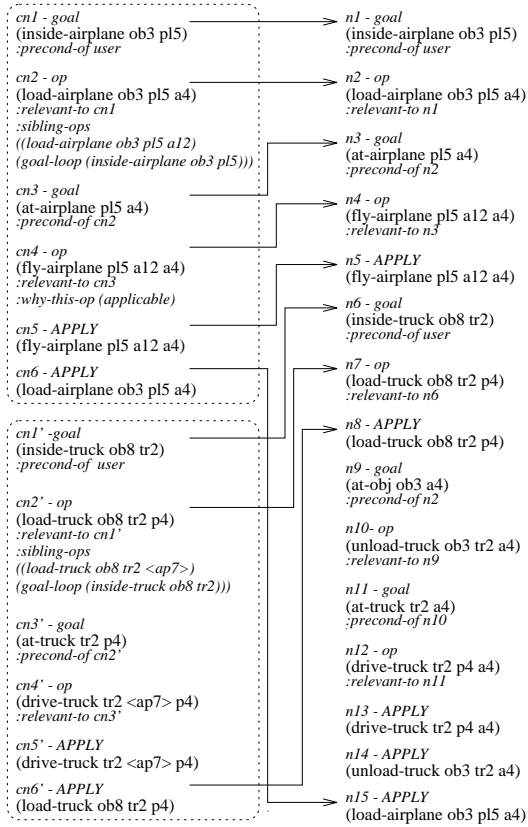 cn1 - goal
(inside-airplane ob3 pl5)
:precond-of user
cn2 - op
(load-airplane ob3 pl5 a4)
:relevant-to cn1
:sibling-ops
((load-airplane ob3 pl5 a12)
(goal-loop (inside-airplane ob3 pl5)))
cn3 - goal
(at-airplane pl5 a4)
:precond-of cn2
cn4 - op
(fly-airplane pl5 a12 a4)
:relevant-to cn3
:why-this-op (applicable)
cn5 - APPLY
(fly-airplane pl5 a12 a4)
cn6 - APPLY
(load-airplane ob3 pl5 a4)
cn1' -goal
(inside-truck ob8 tr2)
:precond-of user
cn2' - op
(load-truck ob8 tr2 p4)
:relevant-to cn1'
:sibling-ops
((load-truck ob8 tr2 <ap7>)
(goal-loop (inside-truck ob8 tr2)))
cn3' - goal
(at-truck tr2 p4)
:precond-of cn2'
cn4' - op
(drive-truck tr2 <ap7> p4)
:relevant-to cn3'
cn5' - APPLY
(drive-truck tr2 <ap7> p4)
cn6' - APPLY
(load-truck ob8 tr2 p4)
n1 - goal
(inside-airplane ob3 pl5)
:precond-of user
n2 - op
(load-airplane ob3 pl5 a4)
:relevant-to n1
n3 - goal
(at-airplane pl5 a4)
:precond-of n2
n4 - op
(fly-airplane pl5 a12 a4)
:relevant-to n3
n5 - APPLY
(fly-airplane pl5 a12 a4)
n6 - goal
(inside-truck ob8 tr2)
:precond-of user
n7 - op
(load-truck ob8 tr2 p4)
:relevant-to n6
n8 - APPLY
(load-truck ob8 tr2 p4)
n9 - goal
(at-obj ob3 a4)
:precond-of n2
n10- op
(unload-truck ob3 tr2 a4)
:relevant-to n9
n11 - goal
(at-truck tr2 a4)
:precond-of n10
n12 - op
(drive-truck tr2 p4 a4)
:relevant-to n11
n13 - APPLY
(drive-truck tr2 p4 a4)
n14 - APPLY
(unload-truck ob3 tr2 a4)
n15 - APPLY
(load-airplane ob3 pl5 a4)